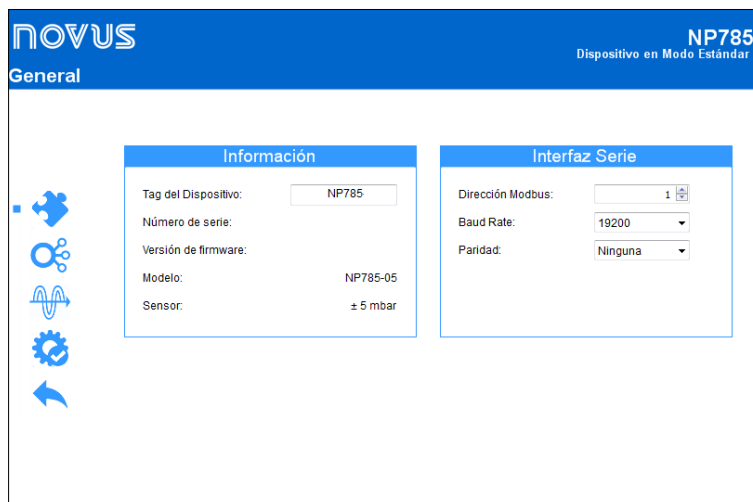 NOVUS
NP785
Dispositivo en Modo Estándar
General
Información
Tag del Dispositivo: NP785
Número de serie:
Versión de firmware:
Modelo: NP785-05
Sensor: ± 5 mbar
Interfaz Serie
Dirección Modbus: 1
Baud Rate: 19200
Paridad: Ninguna